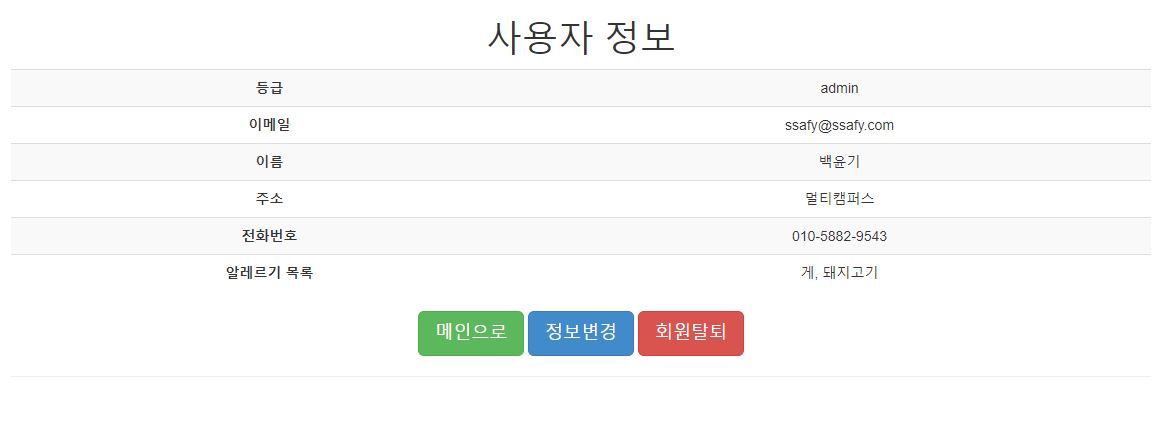 사용자 정보
등급 admin
이메일 ssafy@ssafy.com
이름 백윤기
주소 멀티캠퍼스
전화번호 010-5882-9543
알레르기 목록 게, 돼지고기
메인으로 정보변경 회원탈퇴